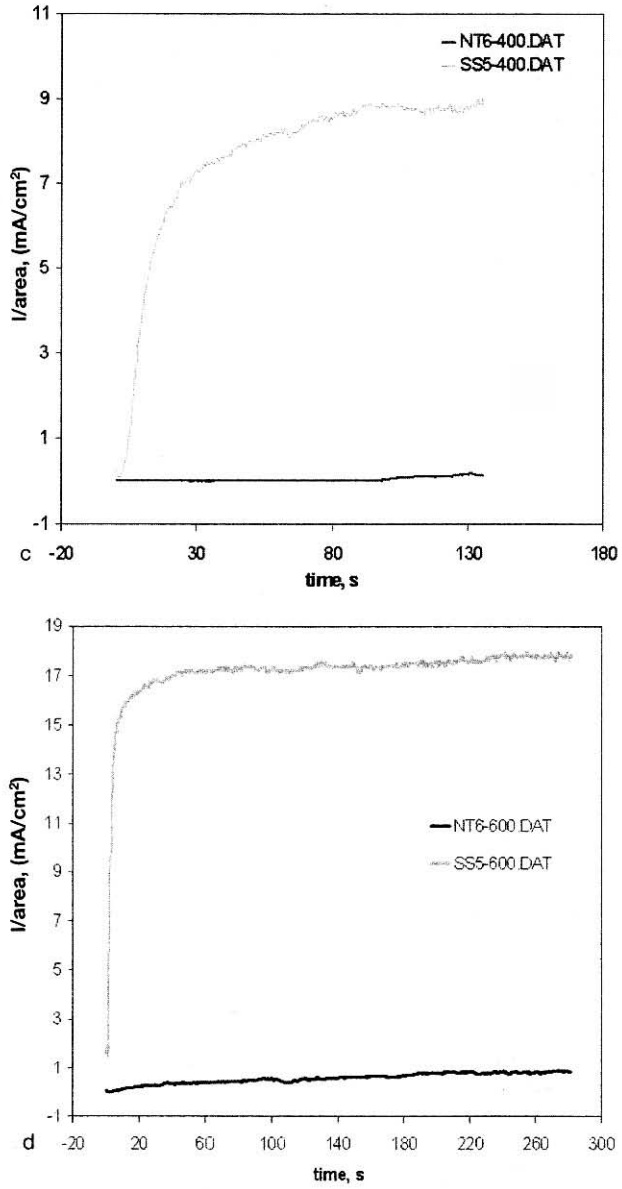 11
NT6-400.DAT
SS5-400.DAT
9
7
5
3
1
-1
I/area, (mA/cm²)
c
-20 30 80 130 180
time, s
19
17
15
13
11
9
7
5
3
1
-1
I/area, (mA/cm²)
NT6-600.DAT
SS5-600.DAT
d
-20 20 60 100 140 180 220 260 300
time, s